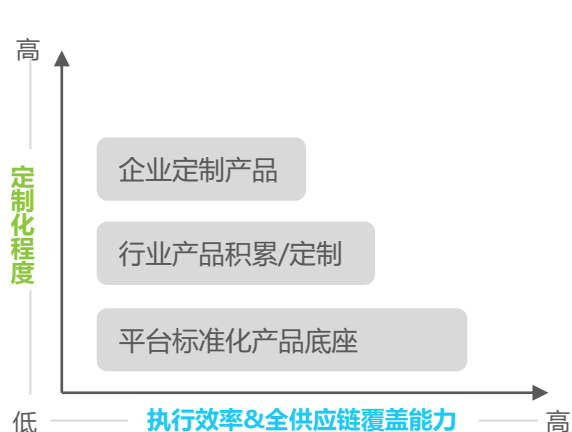 高
企业定制产品
定制化程度
行业产品积累/定制
平台标准化产品底座
低
执行效率&全供应链覆盖能力
高